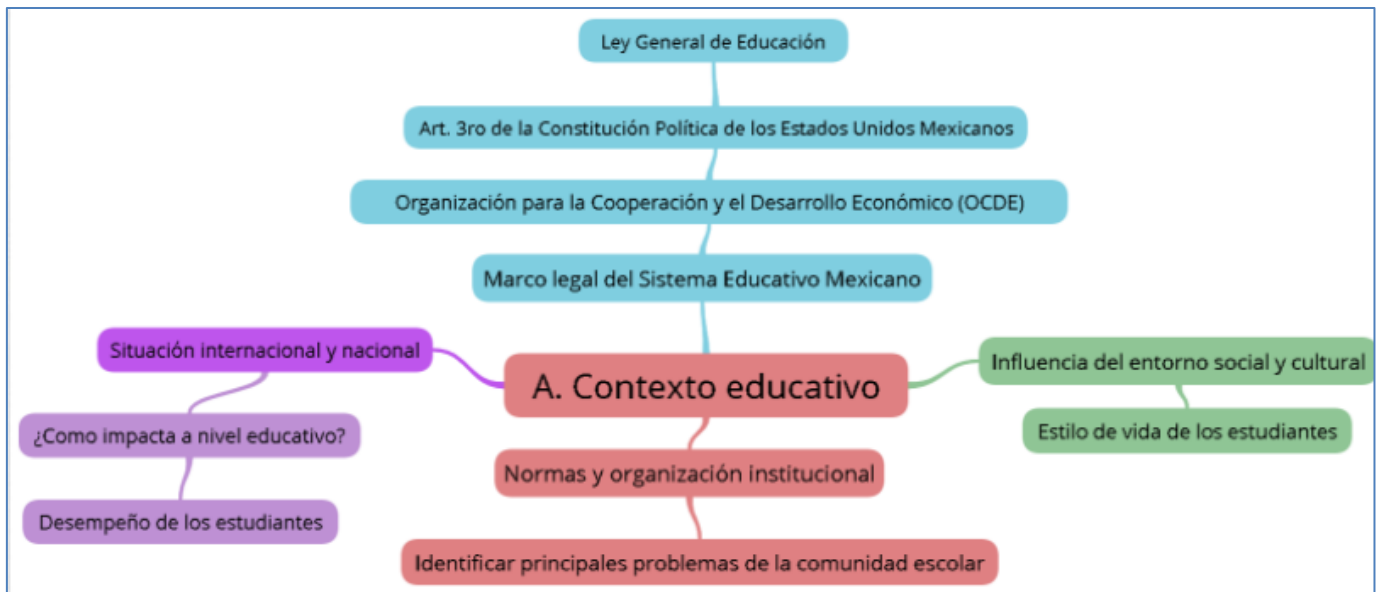 Ley General de Educación
Art. 3ro de la Constitución Política de los Estados Unidos Mexicanos
Organización para la Cooperación y el Desarrollo Económico (OCDE)
Marco legal del Sistema Educativo Mexicano
Situación internacional y nacional
A. Contexto educativo
Influencia del entorno social y cultural
¿Como impacta a nivel educativo?
Estilo de vida de los estudiantes
Normas y organización institucional
Desempeño de los estudiantes
Identificar principales problemas de la comunidad escolar